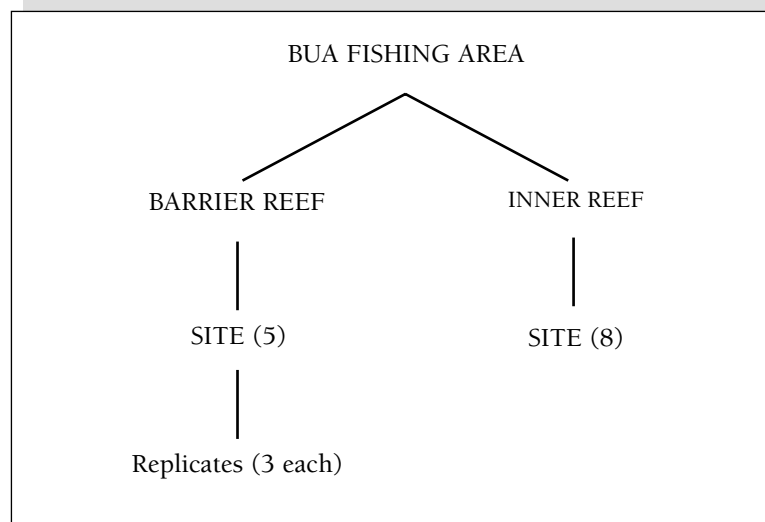 BUA FISHING AREA
BARRIER REEF
INNER REEF
SITE (5)
SITE (8)
Replicates (3 each)